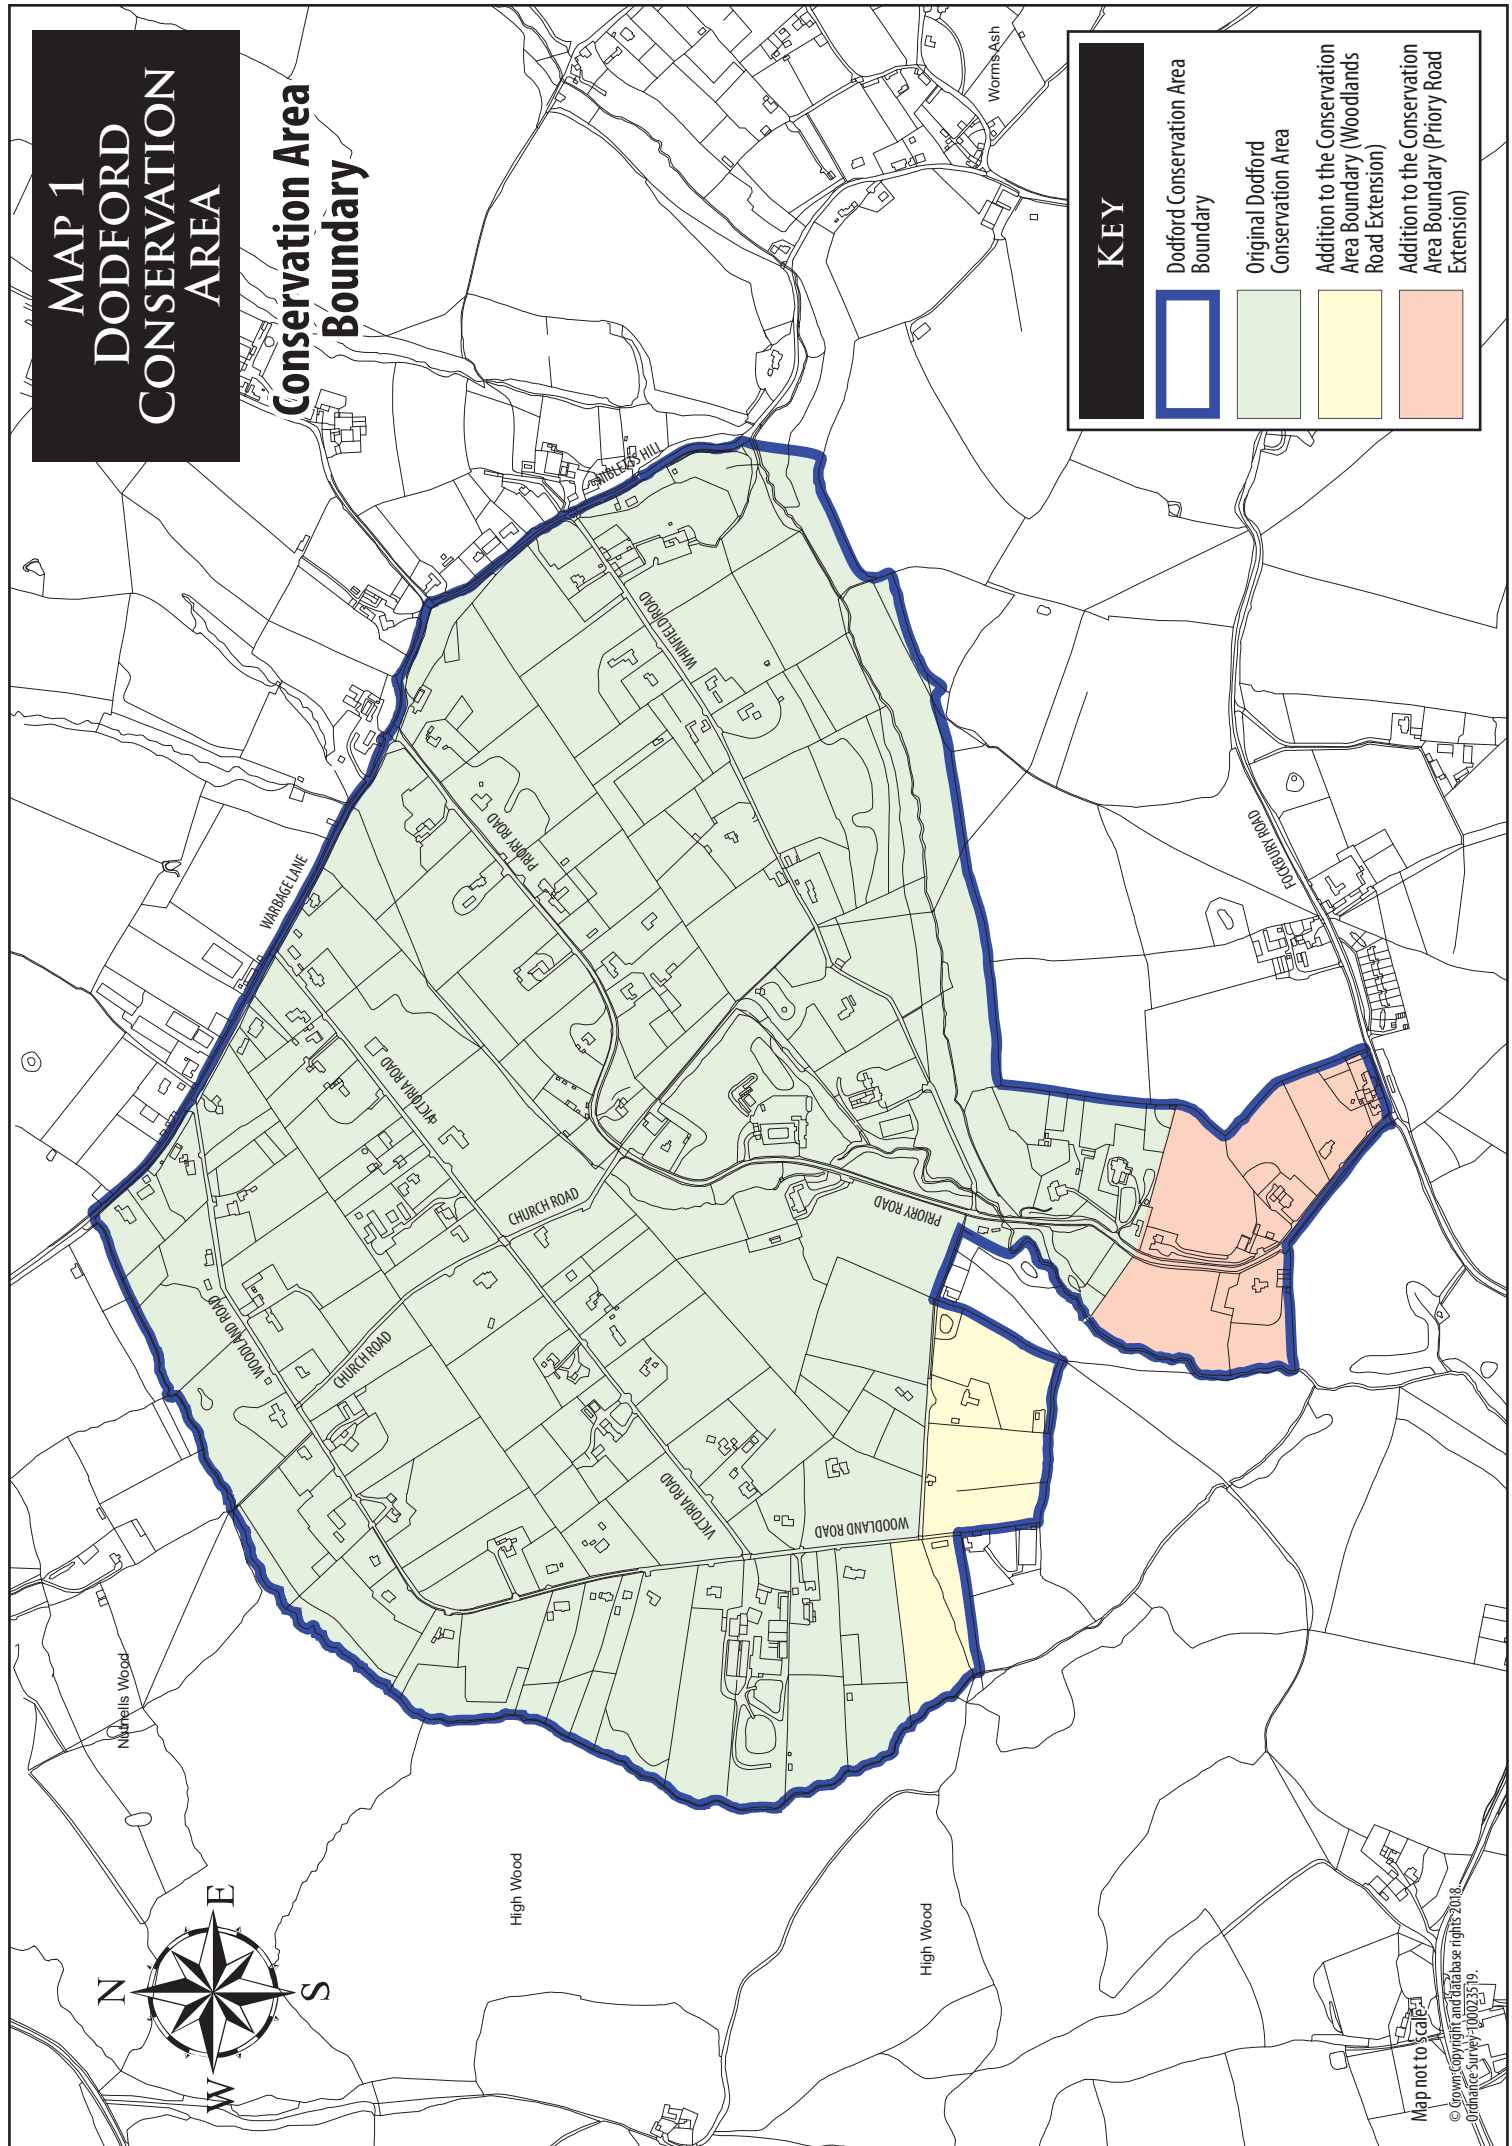 MAP 1
DODFORD
CONSERVATION
AREA
Conservation Area
Boundary
KEY
Dodford Conservation Area
Boundary
Original Dodford
Conservation Area
Addition to the Conservation
Area Boundary (Woodlands
Road Extension)
Addition to the Conservation
Area Boundary (Priory Road
Extension)
N
E
S
W
Nutnells Wood
High Wood
High Wood
Worms Ash
WARBAGE LANE
NIBLETTS HILL
WHINFIELD ROAD
PRIORY ROAD
VICTORIA ROAD
CHURCH ROAD
WOODLAND ROAD
CHURCH ROAD
PRIORY ROAD
VICTORIA ROAD
WOODLAND ROAD
FOCKBURY ROAD
Map not to scale.
© Crown Copyright and database rights 2018.
Ordnance Survey 100023519.